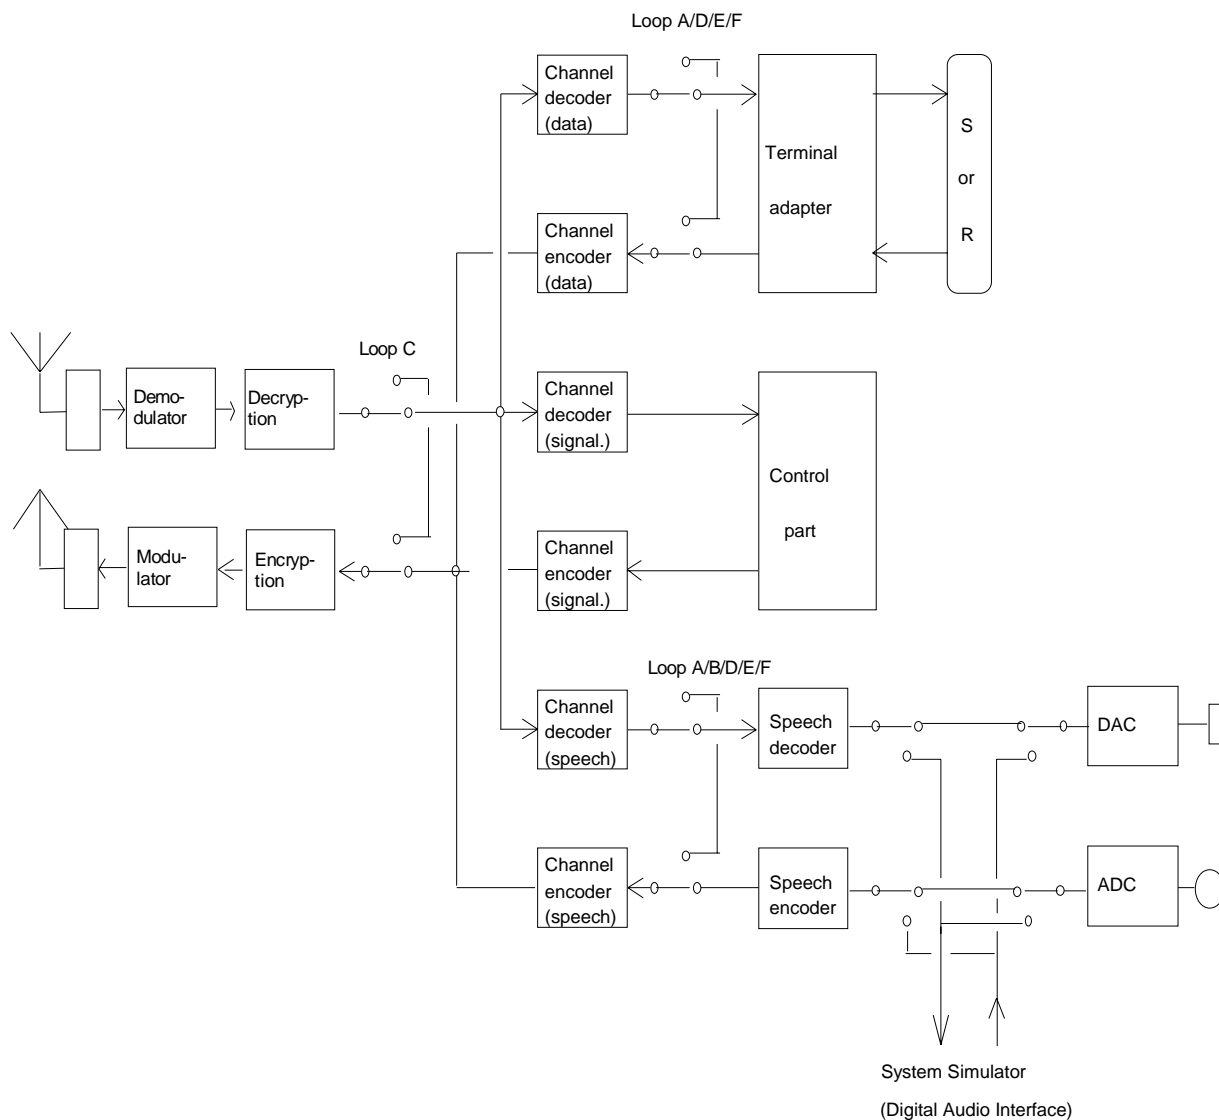 Loop A/D/E/F
Channel
decoder
(data)
Terminal
adapter
S
or
R
Channel
encoder
(data)
Loop C
Demo-
dulator
Decryp-
tion
Channel
decoder
(signal.)
Control
part
Modu-
lator
Encryp-
tion
Channel
encoder
(signal.)
Loop A/B/D/E/F
Channel
decoder
(speech)
Speech
decoder
DAC
Channel
encoder
(speech)
Speech
encoder
ADC
System Simulator
(Digital Audio Interface)